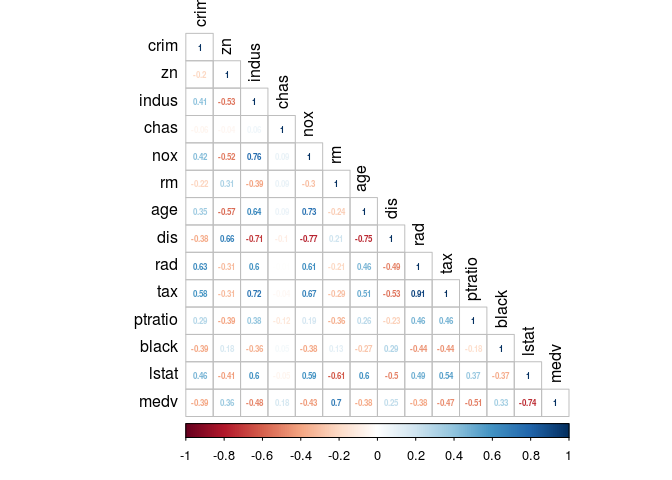 crim
zn
indus
chas
nox
rm
age
dis
rad
tax
ptratio
black
lstat
medv
crim 1
zn -0.2 1
indus 0.41 -0.53 1
chas 1
nox 0.42 -0.52 0.76 0.09 1
rm -0.22 0.31 -0.39 0.09 -0.3 1
age 0.35 -0.57 0.64 0.73 -0.24 1
dis -0.38 0.66 -0.71 -0.1 -0.77 0.21 -0.75 1
rad 0.63 -0.31 0.6 0.61 -0.21 0.46 -0.49 1
tax 0.58 -0.31 0.72 0.67 -0.29 0.51 -0.53 0.91 1
ptratio 0.29 -0.39 0.38 -0.12 0.19 -0.36 0.26 -0.23 0.46 0.46 1
black -0.39 0.18 -0.36 -0.38 0.13 -0.27 0.29 -0.44 -0.44 -0.18 1
lstat 0.46 -0.41 0.6 0.59 -0.61 0.6 -0.5 0.49 0.54 0.37 -0.37 1
medv -0.39 0.36 -0.48 0.18 -0.43 0.7 -0.38 0.25 -0.38 -0.47 -0.51 0.33 -0.74 1
-1 -0.8 -0.6 -0.4 -0.2 0 0.2 0.4 0.6 0.8 1